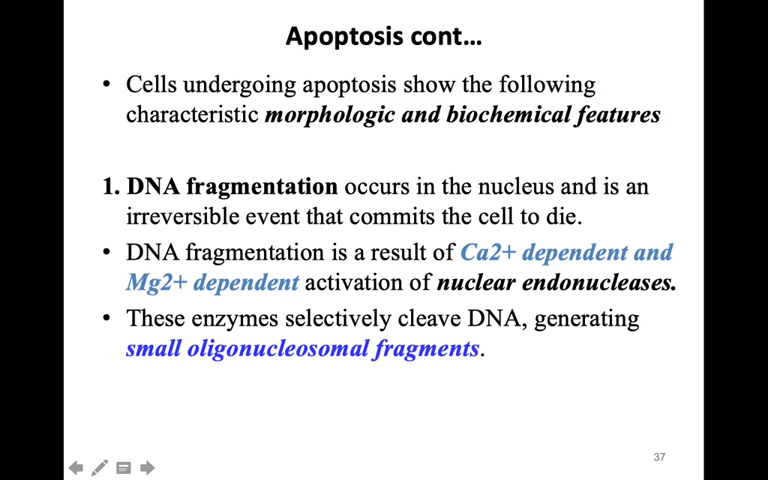 Apoptosis cont…
• Cells undergoing apoptosis show the following
characteristic morphologic and biochemical features
1. DNA fragmentation occurs in the nucleus and is an
irreversible event that commits the cell to die.
• DNA fragmentation is a result of Ca2+ dependent and
Mg2+ dependent activation of nuclear endonucleases.
• These enzymes selectively cleave DNA, generating
small oligonucleosomal fragments.
37